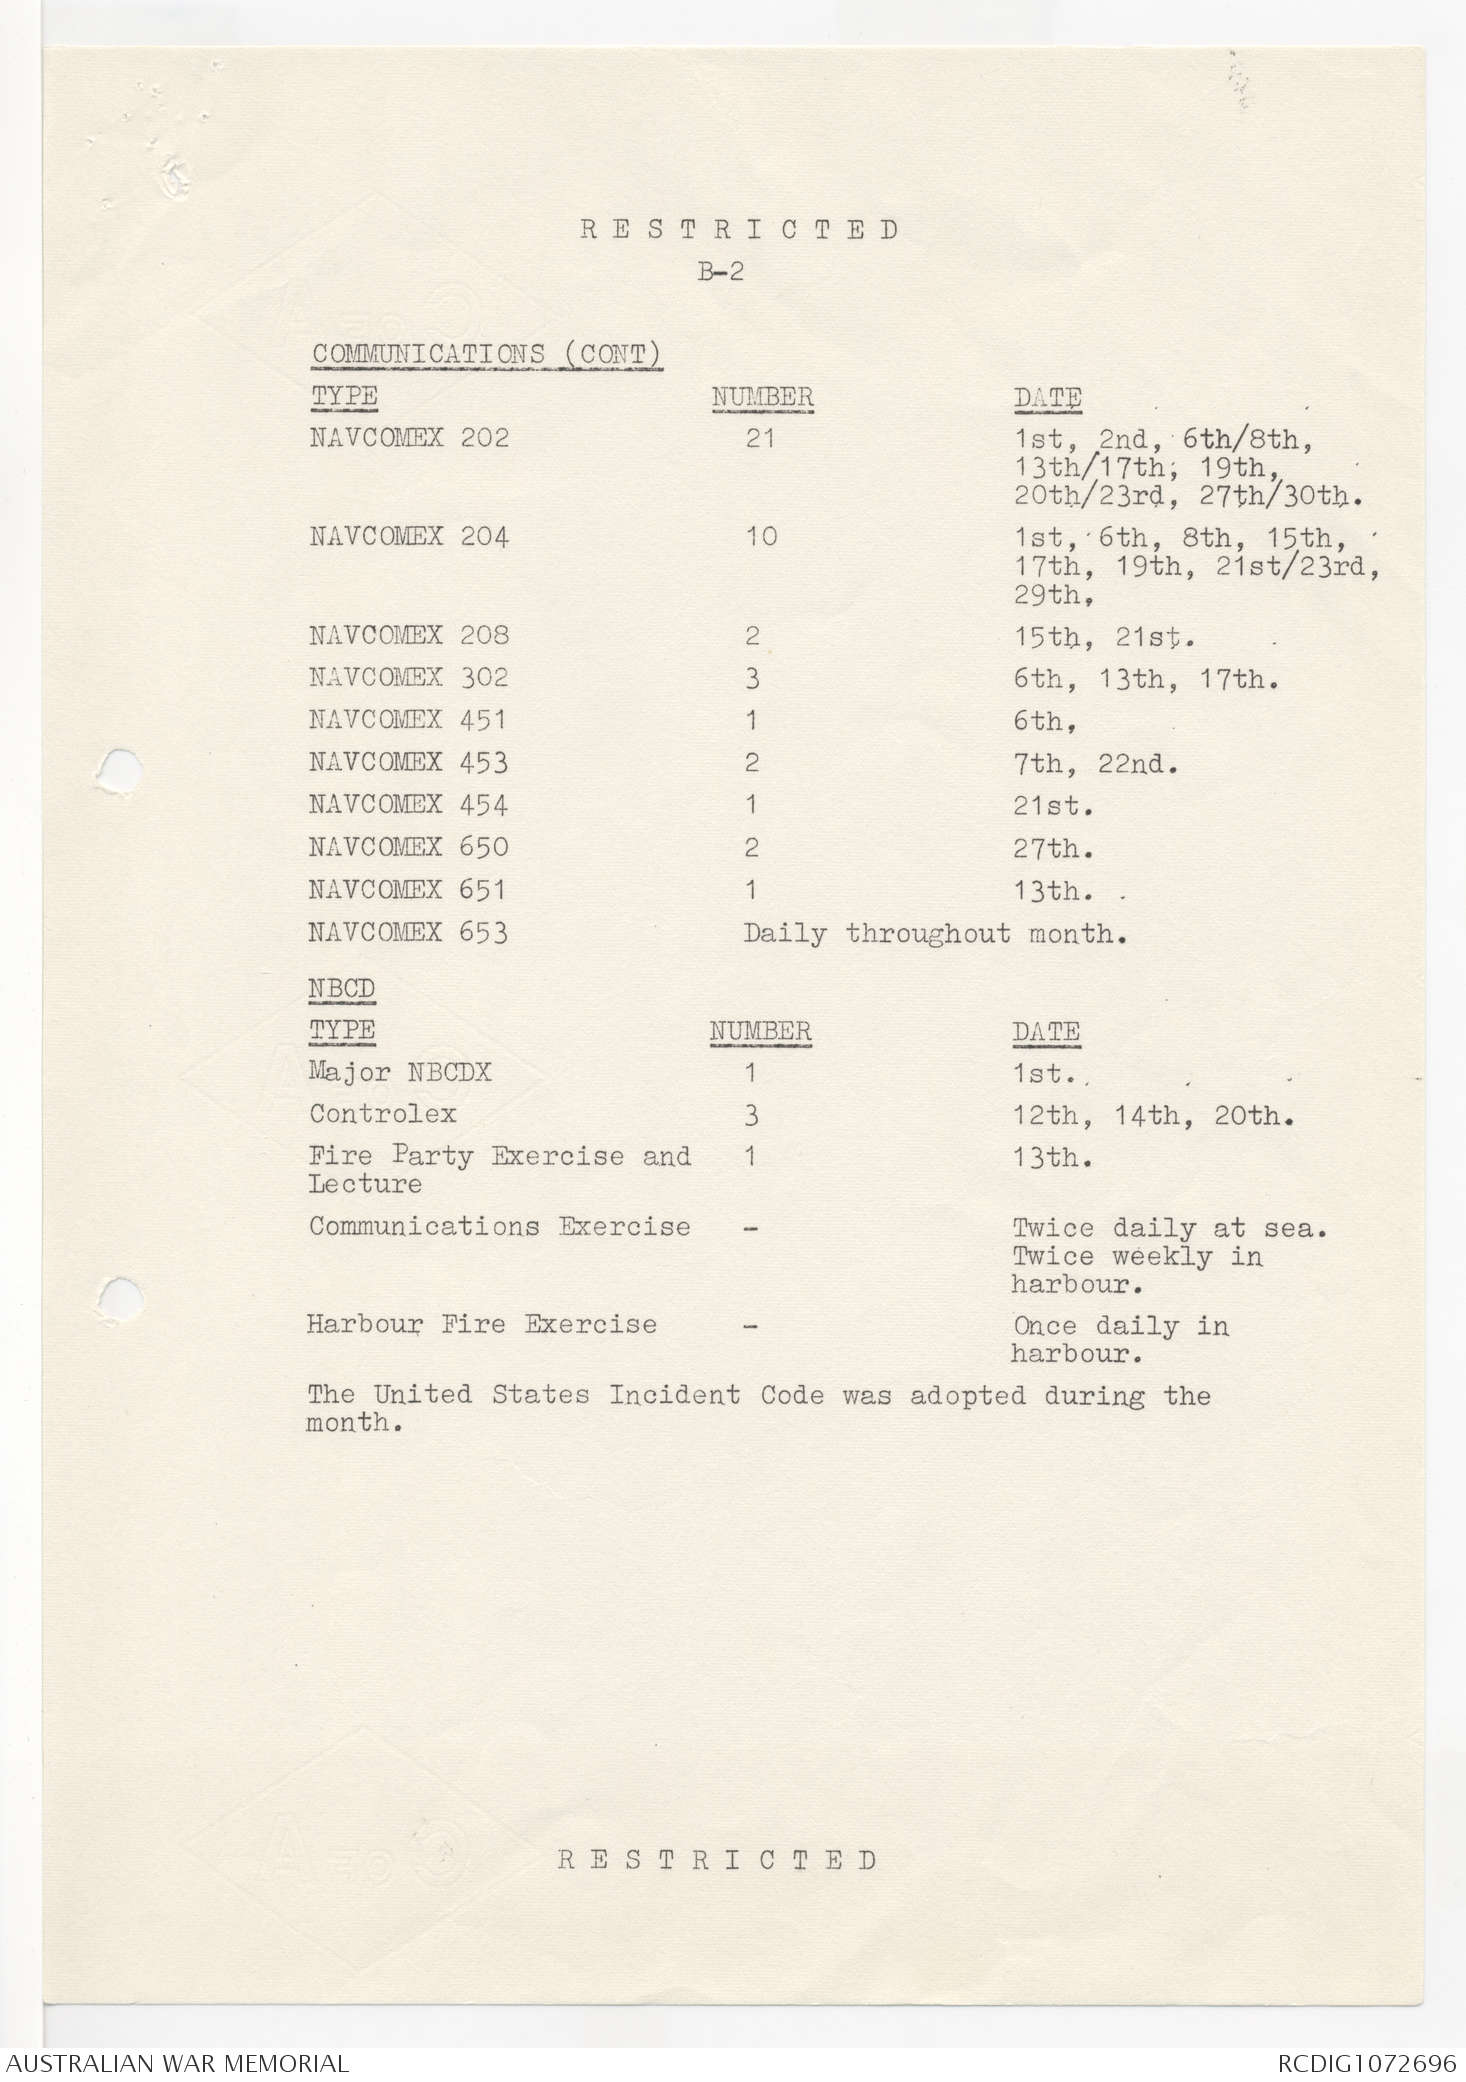 R E S T R I C T E D
B-2
COMMUNICATIONS (CONT)
TYPE NUMBER DATE
NAVCOMEX 202 21 1st, 2nd, 6th/8th,
13th/17th; 19th,
20th/23rd, 27th/30th.
NAVCOMEX 204 10 1st, 6th, 8th, 15th,
17th, 19th, 21st/23rd,
29th,
NAVCOMEX 208 2 15th, 21st.
NAVCOMEX 302 3 6th, 13th, 17th.
NAVCOMEX 451 1 6th,
NAVCOMEX 453 2 7th, 22nd.
NAVCOMEX 454 1 21st.
NAVCOMEX 650 2 27th.
NAVCOMEX 651 1 13th.
NAVCOMEX 653 Daily throughout month.
NBCD
TYPE NUMBER DATE
Major NBCDX 1 1st.
Controlex 3 12th, 14th, 20th.
Fire Party Exercise and 1 13th.
Lecture
Communications Exercise - Twice daily at sea.
Twice weekly in
harbour.
Harbour Fire Exercise - Once daily in
harbour.
The United States Incident Code was adopted during the
month.
R E S T R I C T E D
AUSTRALIAN WAR MEMORIAL RCDIG1072696